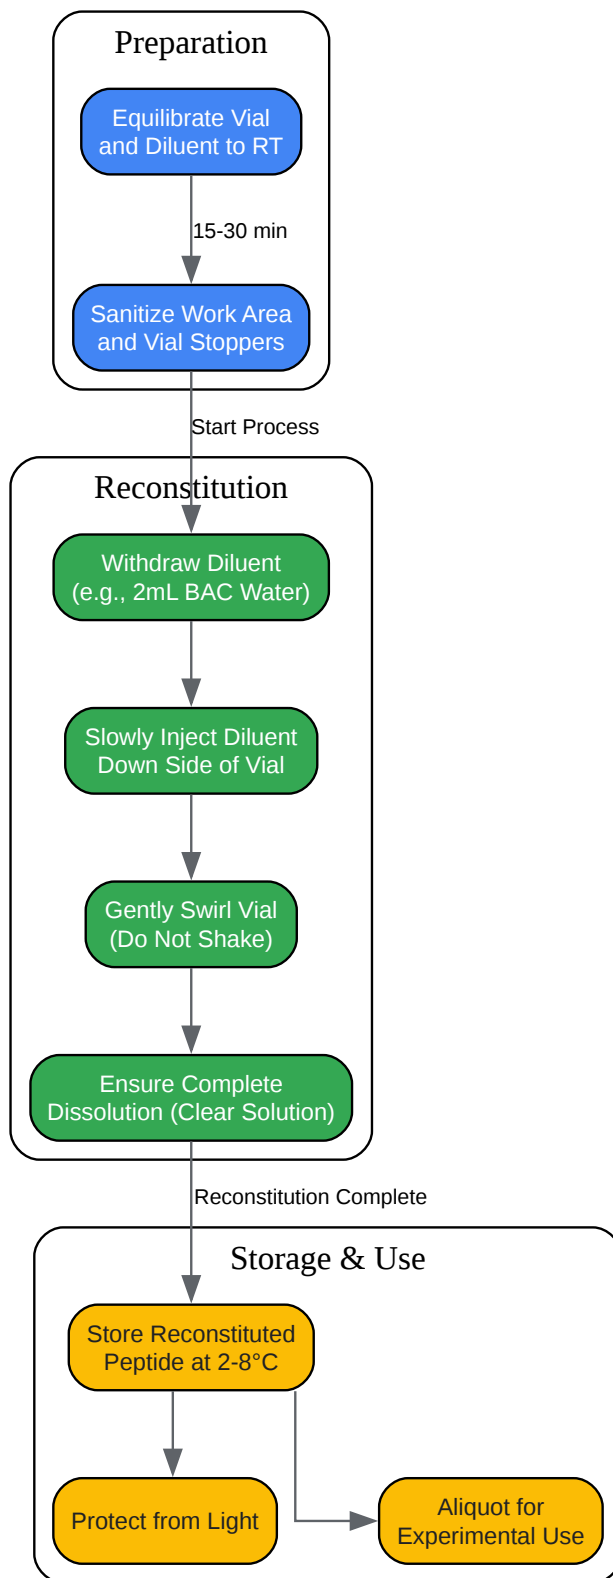 Preparation
Equilibrate Vial
and Diluent to RT
15-30 min
Sanitize Work Area
and Vial Stoppers
Start Process
Reconstitution
Withdraw Diluent
(e.g., 2mL BAC Water)
Slowly Inject Diluent
Down Side of Vial
Gently Swirl Vial
(Do Not Shake)
Ensure Complete
Dissolution (Clear Solution)
Reconstitution Complete
Storage & Use
Store Reconstituted
Peptide at 2-8°C
Protect from Light
Aliquot for
Experimental Use